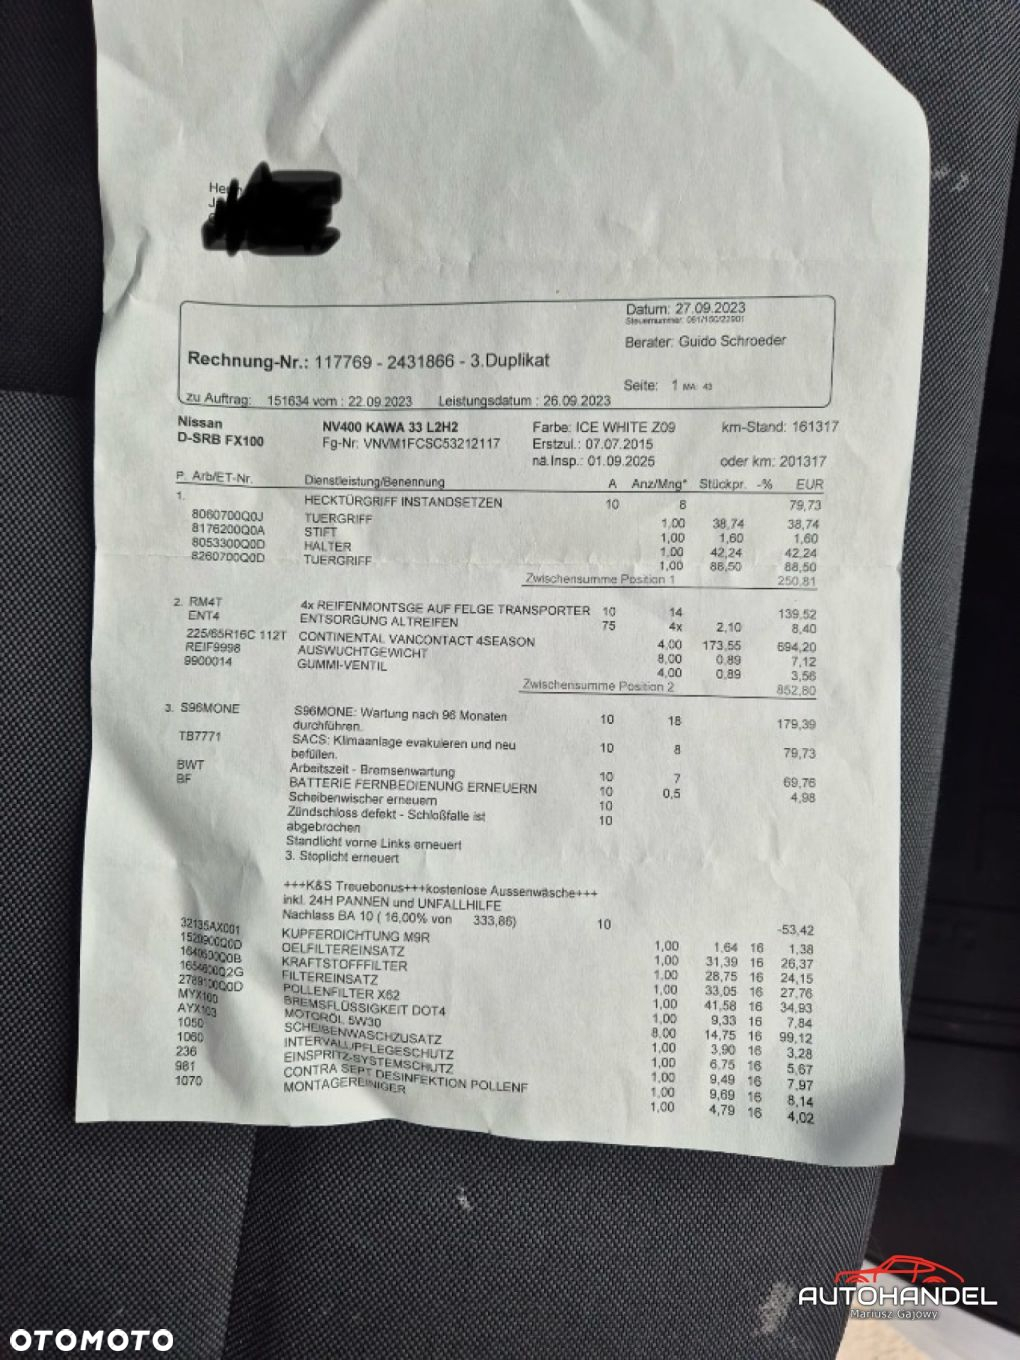 Datum: 27.09.2023
Steuernummer: 061/160/22901
Berater: Guido Schroeder
Rechnung-Nr.: 117769 - 2431866 - 3.Duplikat
Seite: 1 MA: 43
zu Auftrag: 151634 vom : 22.09.2023 Leistungsdatum : 26.09.2023
Nissan NV400 KAWA 33 L2H2 Farbe: ICE WHITE Z09 km-Stand: 161317
D-SRB FX100 Fg-Nr: VNVM1FCSC53212117 Erstzul.: 07.07.2015
nä.Insp.: 01.09.2025 oder km: 201317
P. Arb/ET-Nr. Dienstleistung/Benennung A Anz/Mng* Stückpr. -% EUR
1. HECKTÜRGRIFF INSTANDSETZEN 10 8 79,73
8060700Q0J TUERGRIFF 1,00 38,74 38,74
8176200Q0A STIFT 1,00 1,60 1,60
8053300Q0D HALTER 1,00 42,24 42,24
8260700Q0D TUERGRIFF 1,00 88,50 88,50
Zwischensumme Position 1 250,81
2. RM4T 4x REIFENMONTSGE AUF FELGE TRANSPORTER 10 14 139,52
ENT4 ENTSORGUNG ALTREIFEN 75 4x 2,10 8,40
225/65R16C 112T CONTINENTAL VANCONTACT 4SEASON 4,00 173,55 694,20
REIF9998 AUSWUCHTGEWICHT 8,00 0,89 7,12
9900014 GUMMI-VENTIL 4,00 0,89 3,56
Zwischensumme Position 2 852,80
3. S96MONE S96MONE: Wartung nach 96 Monaten 10 18 179,39
durchführen.
TB7771 SACS: Klimaanlage evakuieren und neu 10 8 79,73
befüllen.
BWT Arbeitszeit - Bremsenwartung 10 7 69,76
BF BATTERIE FERNBEDIENUNG ERNEUERN 10 0,5 4,98
Scheibenwischer erneuern 10
Zündschloss defekt - Schloßfalle ist 10
abgebrochen
Standlicht vorne Links erneuert
3. Stoplicht erneuert
+++K&S Treuebonus+++kostenlose Aussenwäsche+++
inkl. 24H PANNEN und UNFALLHILFE
Nachlass BA 10 ( 16,00% von 333,86) 10 -53,42
32135AX001 KUPFERDICHTUNG M9R 1,00 1,64 16 1,38
1520900Q0D OELFILTEREINSATZ 1,00 31,39 16 26,37
1640500Q0B KRAFTSTOFFFILTER 1,00 28,75 16 24,15
1654600Q2G FILTEREINSATZ 1,00 33,05 16 27,76
2789100Q0D POLLENFILTER X62 1,00 41,58 16 34,93
MYX100 BREMSFLÜSSIGKEIT DOT4 1,00 9,33 16 7,84
AYX103 MOTORÖL 5W30 8,00 14,75 16 99,12
1050 SCHEIBENWASCHZUSATZ 1,00 3,90 16 3,28
1060 INTERVALLPFLEGESCHUTZ 1,00 6,75 16 5,67
236 EINSPRITZ-SYSTEMSCHUTZ 1,00 9,49 16 7,97
981 CONTRA SEPT DESINFEKTION POLLENF 1,00 9,69 16 8,14
1070 MONTAGEREINIGER 1,00 4,79 16 4,02
AUTOHANDEL
Mariusz Gajowy
OTOMOTO